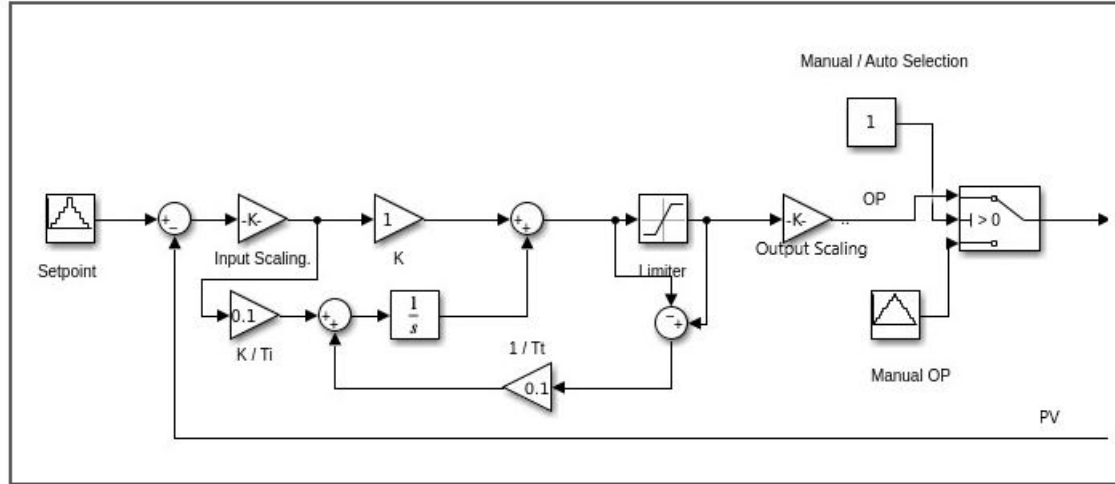 Manual / Auto Selection
1
OP
-K-
1
-K-
> 0
Setpoint
Input Scaling.
K
Limiter
Output Scaling
0.1
1
s
K / Ti
1 / Tt
0.1
Manual OP
PV